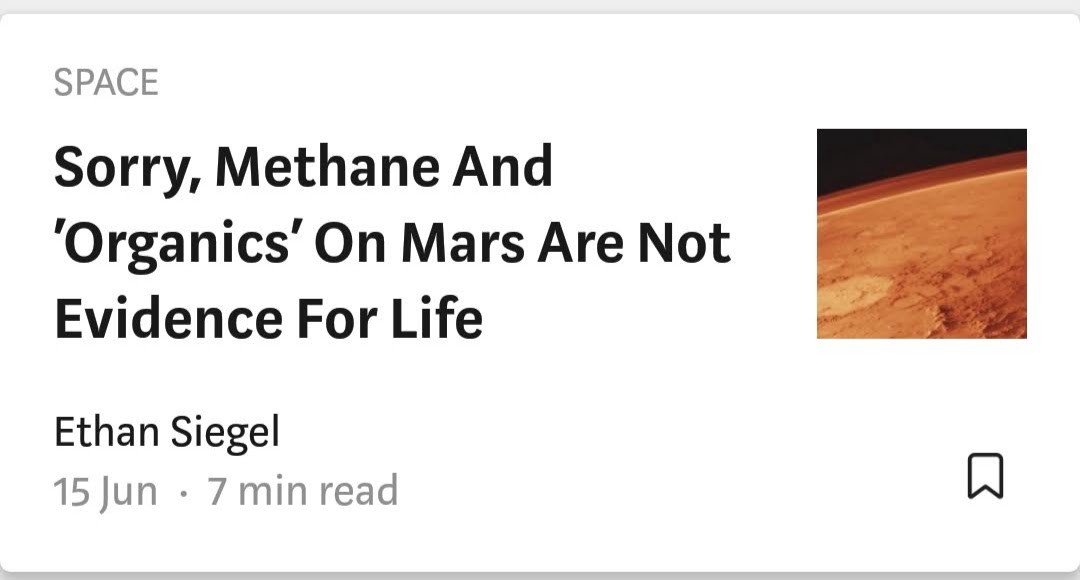 SPACE
Sorry, Methane And
'Organics' On Mars Are Not
Evidence For Life
Ethan Siegel
15 Jun · 7 min read